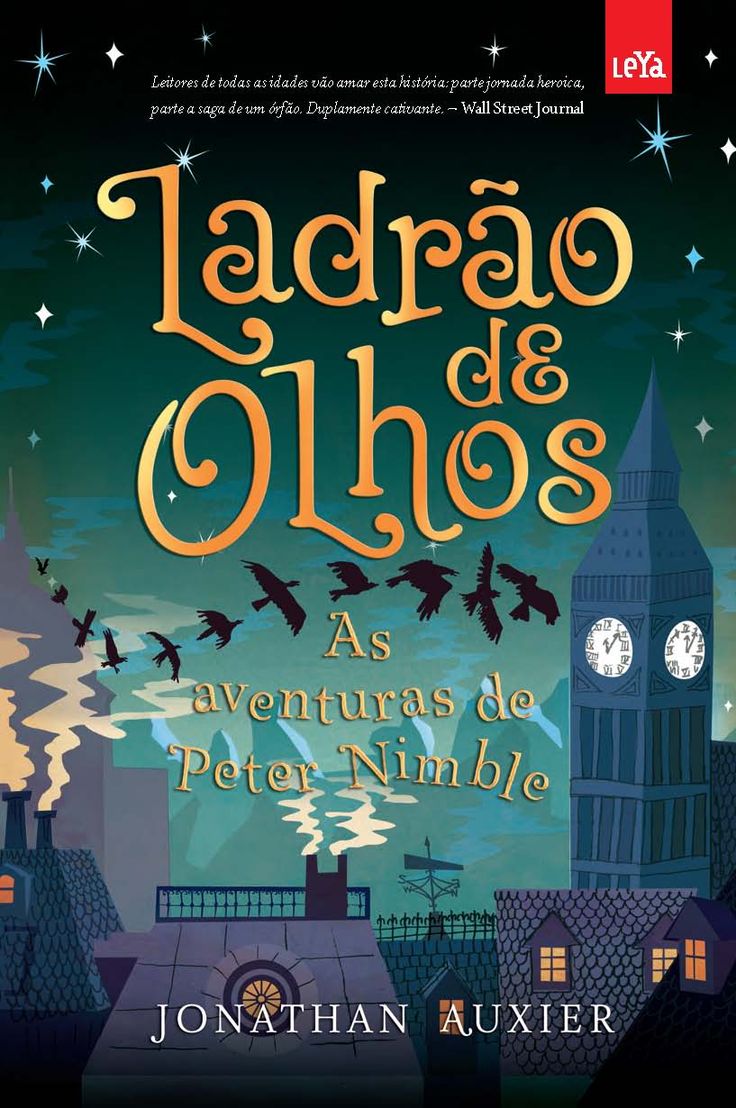 LeYa
Leitores de todas as idades vão amar esta história: parte jornada heroica,
parte a saga de um órfão. Duplamente cativante. – Wall Street Journal
Ladrão
de
Olhos
As
aventuras de
Peter Nimble
JONATHAN AUXIER